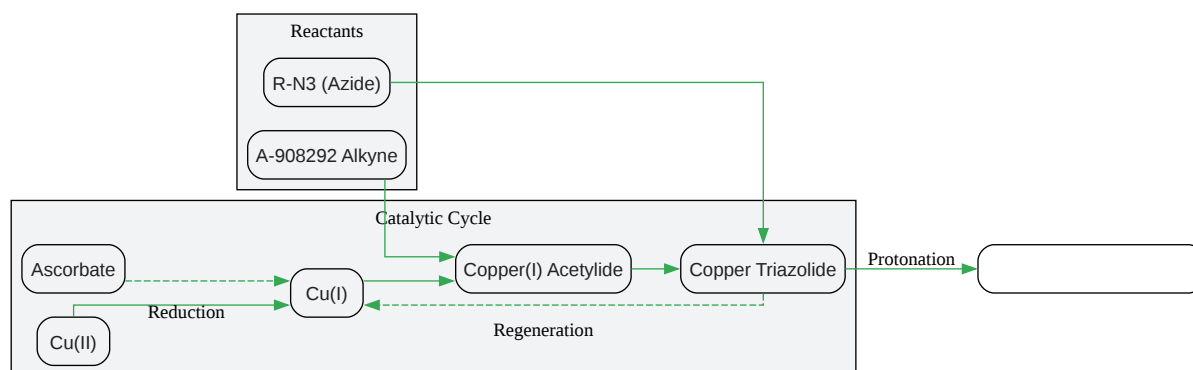 Reactants
R-N3 (Azide)
A-908292 Alkyne
Catalytic Cycle
Ascorbate
Cu(II)
Reduction
Cu(I)
Copper(I) Acetylide
Copper Triazolide
Regeneration
Protonation